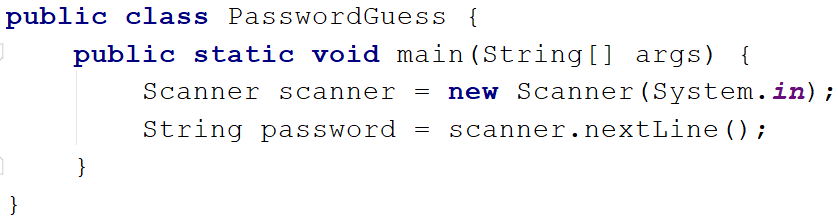 public class PasswordGuess {
    public static void main(String[] args) {
        Scanner scanner = new Scanner(System.in);
        String password = scanner.nextLine();
    }
}